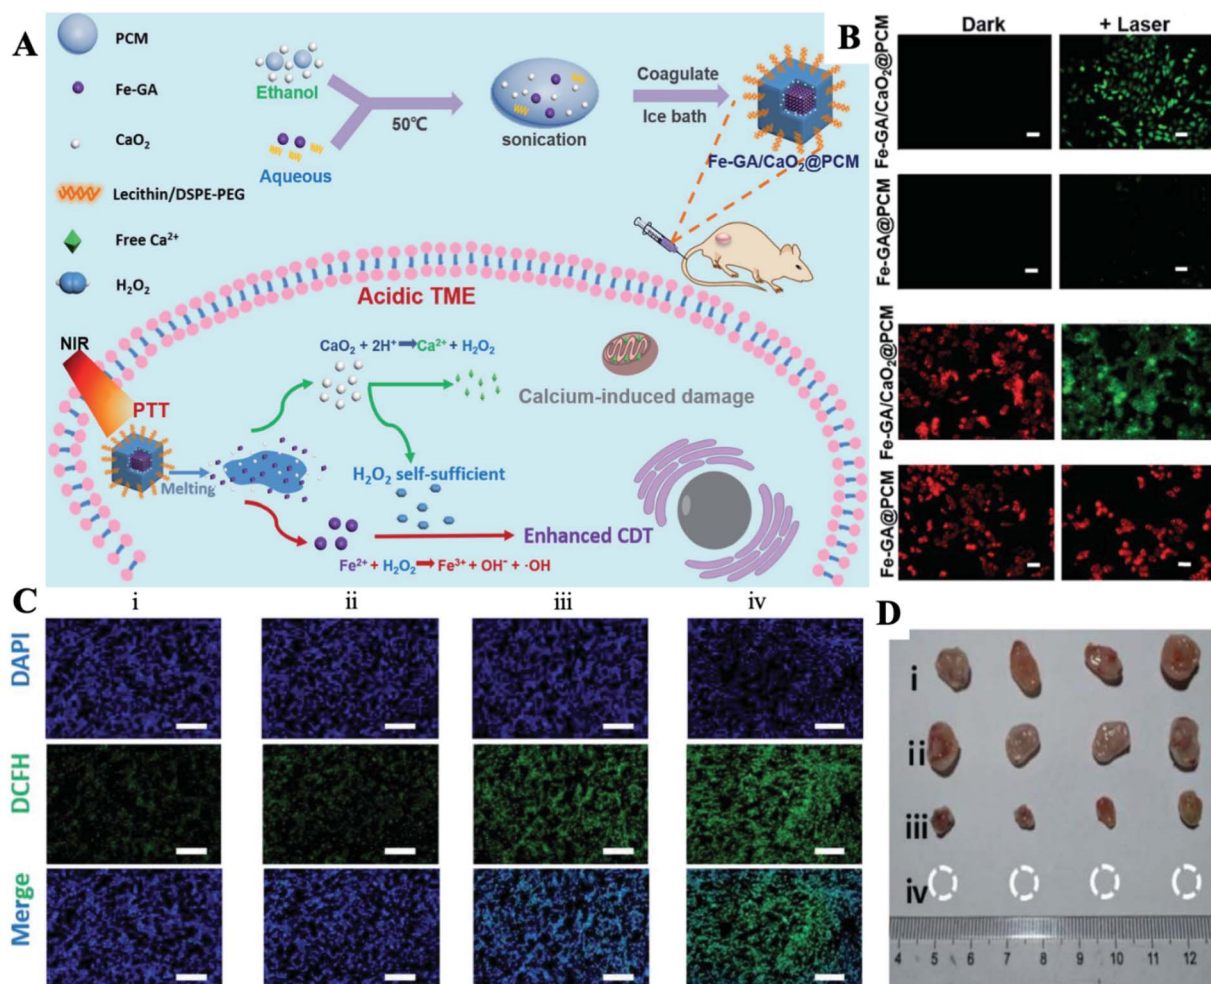 A
PCM
Fe-GA
CaO₂
Lecithin/DSPE-PEG
Free Ca²⁺
H₂O₂
Ethanol
Aqueous
50℃
sonication
Coagulate
Ice bath
Fe-GA/CaO₂@PCM
Acidic TME
NIR
PTT
Melting
CaO₂ + 2H⁺ Ca²⁺ + H₂O₂
Calcium-induced damage
H₂O₂ self-sufficient
Enhanced CDT
Fe²⁺ + H₂O₂ Fe³⁺ + OH⁻ + ·OH
B
Dark + Laser
Fe-GA/CaO₂@PCM
Fe-GA@PCM
Fe-GA/CaO₂@PCM
Fe-GA@PCM
C
i ii iii iv
DAPI
DCFH
Merge
D
i
ii
iii
iv
4 5 6 7 8 9 10 11 12